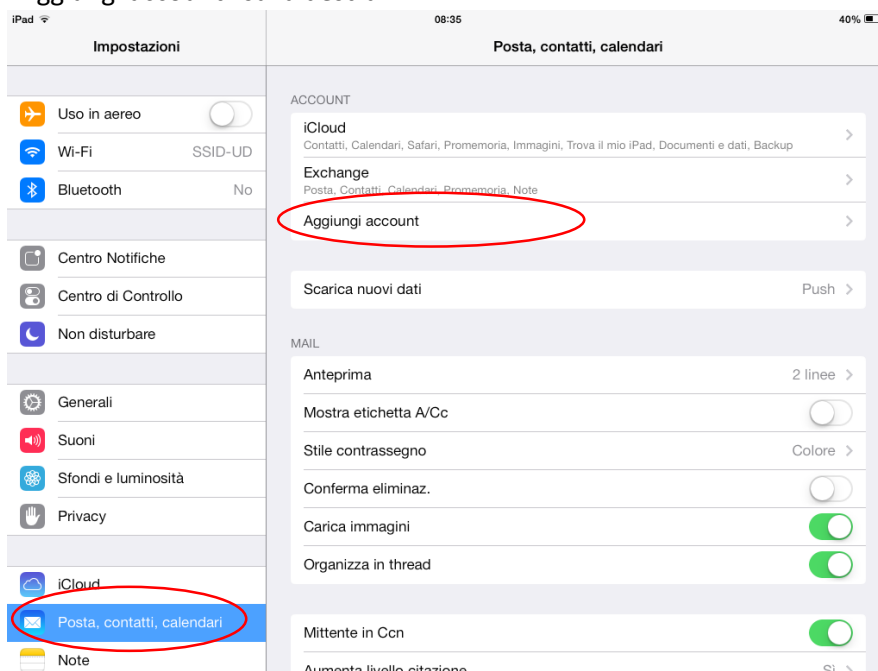 iPad 08:35 40%
Impostazioni
Uso in aereo
Wi-Fi SSID-UD
Bluetooth No
Centro Notifiche
Centro di Controllo
Non disturbare
Generali
Suoni
Sfondi e luminosità
Privacy
iCloud
Posta, contatti, calendari
Note
Posta, contatti, calendari
ACCOUNT
iCloud
Contatti, Calendari, Safari, Promemoria, Immagini, Trova il mio iPad, Documenti e dati, Backup
Exchange
Posta, Contatti, Calendari, Promemoria, Note
Aggiungi account
Scarica nuovi dati Push
MAIL
Anteprima 2 linee
Mostra etichetta A/Cc
Stile contrassegno Colore
Conferma eliminaz.
Carica immagini
Organizza in thread
Mittente in Ccn
Aumenta livello citazione Sì